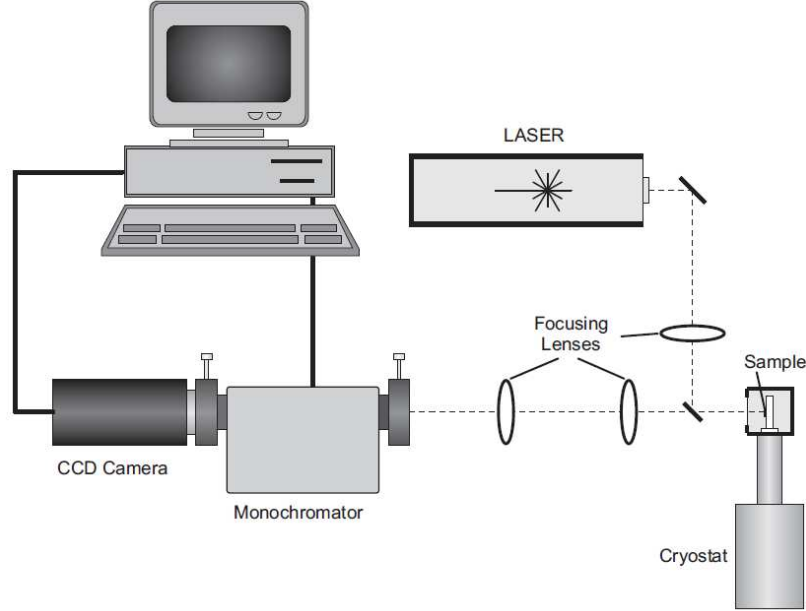 LASER
Focusing
Lenses
Sample
CCD Camera
Monochromator
Cryostat